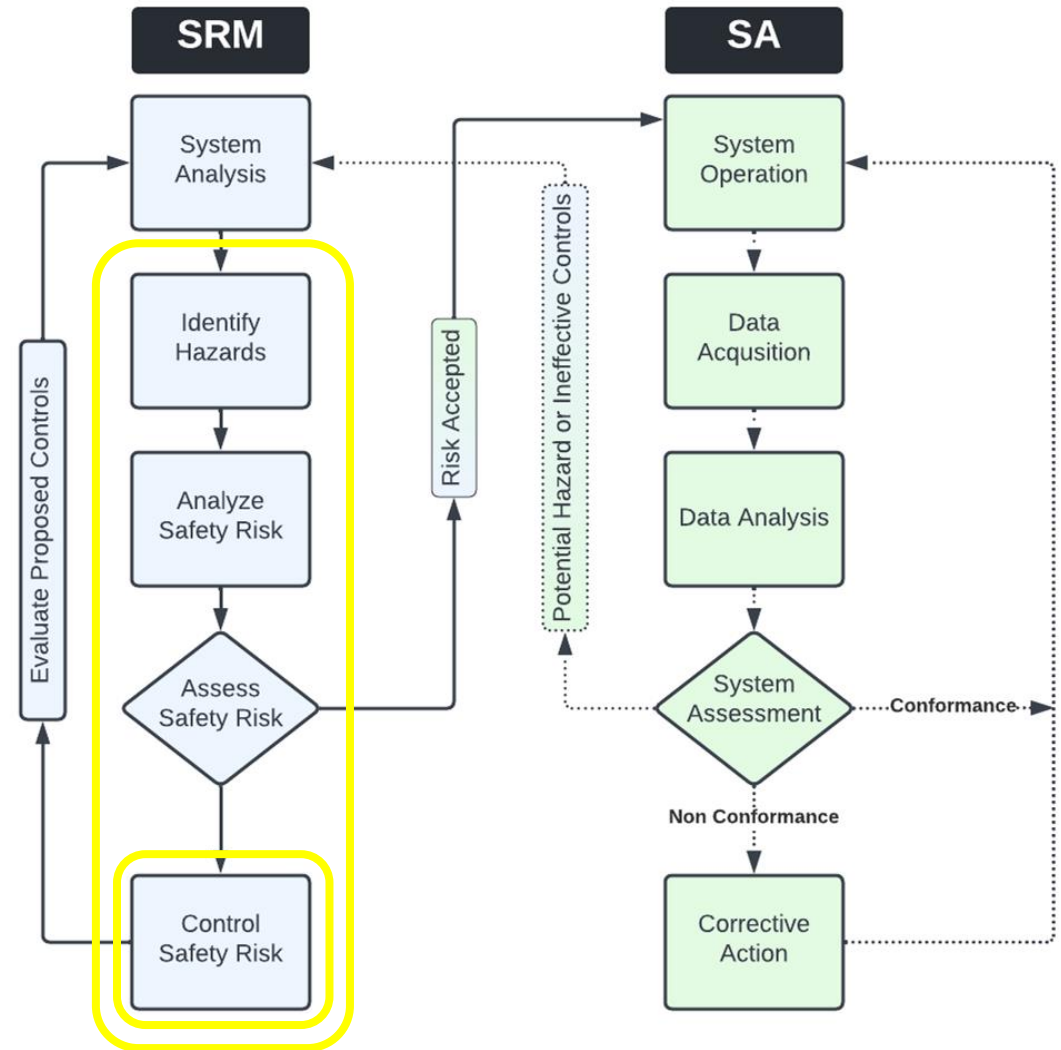 SRM
SA
System
Analysis
System
Operation
Identify
Hazards
Data
Acqusition
Evaluate Proposed Controls
Risk Accepted
Potential Hazard or Ineffective Controls
Analyze
Safety Risk
Data Analysis
Assess
Safety Risk
System
Assessment
Conformance
Non Conformance
Control
Safety Risk
Corrective
Action